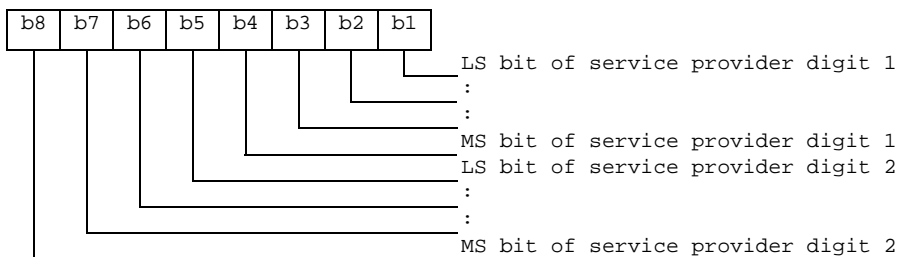 b8 b7 b6 b5 b4 b3 b2 b1
LS bit of service provider digit 1
:
:
MS bit of service provider digit 1
LS bit of service provider digit 2
:
:
MS bit of service provider digit 2